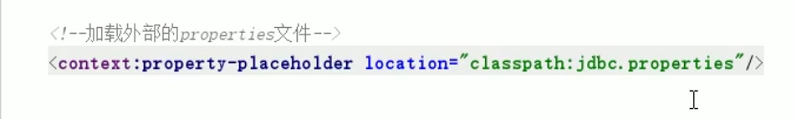 <!--加载外部的properties文件-->
<context:property-placeholder location="classpath:jdbc.properties"/>